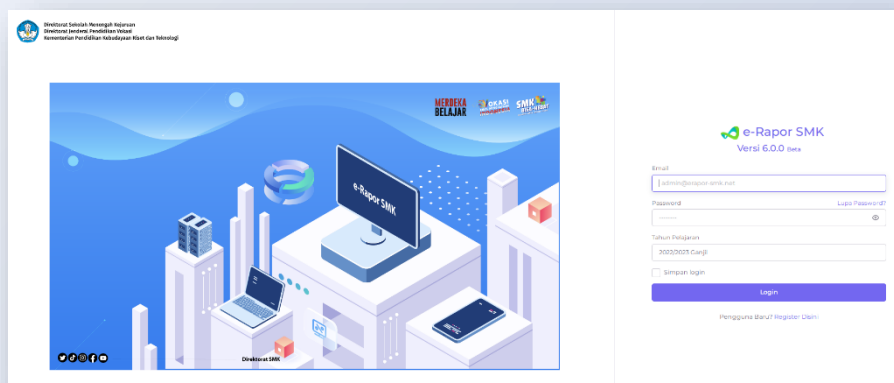 Direktorat Sekolah Menengah Kejuruan
Direktorat Jenderal Pendidikan Vokasi
Kementerian Pendidikan Kebudayaan Riset dan Teknologi
MERDEKA
BELAJAR
VOKASI
SMK
e-Rapor SMK
Direktorat SMK
e-Rapor SMK
Versi 6.0.0 Beta
Email
admin@erapor-smk.net
Password
Lupa Password?
Tahun Pelajaran
2022/2023 Ganjil
Simpan login
Login
Pengguna Baru? Register Disini